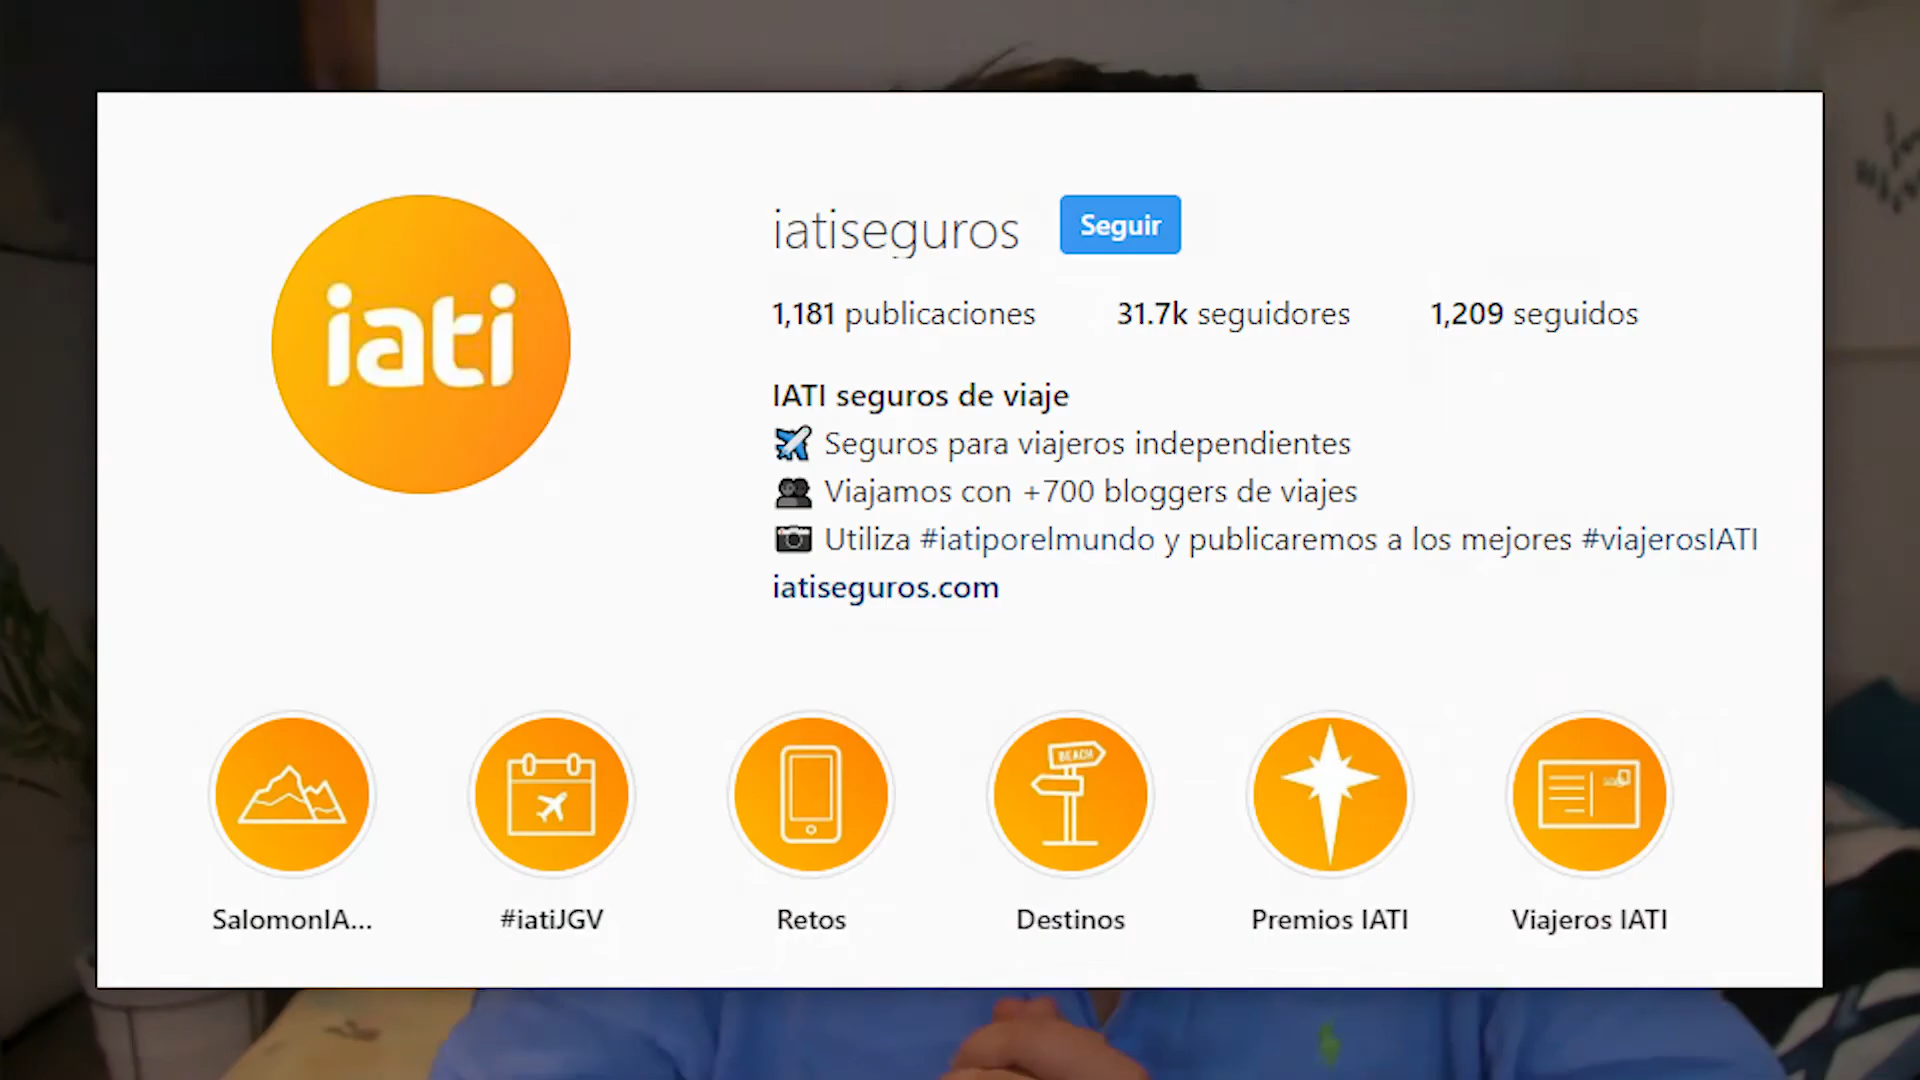 iati
iatiseguros Seguir
1,181 publicaciones 31.7k seguidores 1,209 seguidos
IATI seguros de viaje
Seguros para viajeros independientes
Viajamos con +700 bloggers de viajes
Utiliza #iatiporelmundo y publicaremos a los mejores #viajerosIATI
iatiseguros.com
BEACH
SalomonIA... #iatiJGV Retos Destinos Premios IATI Viajeros IATI